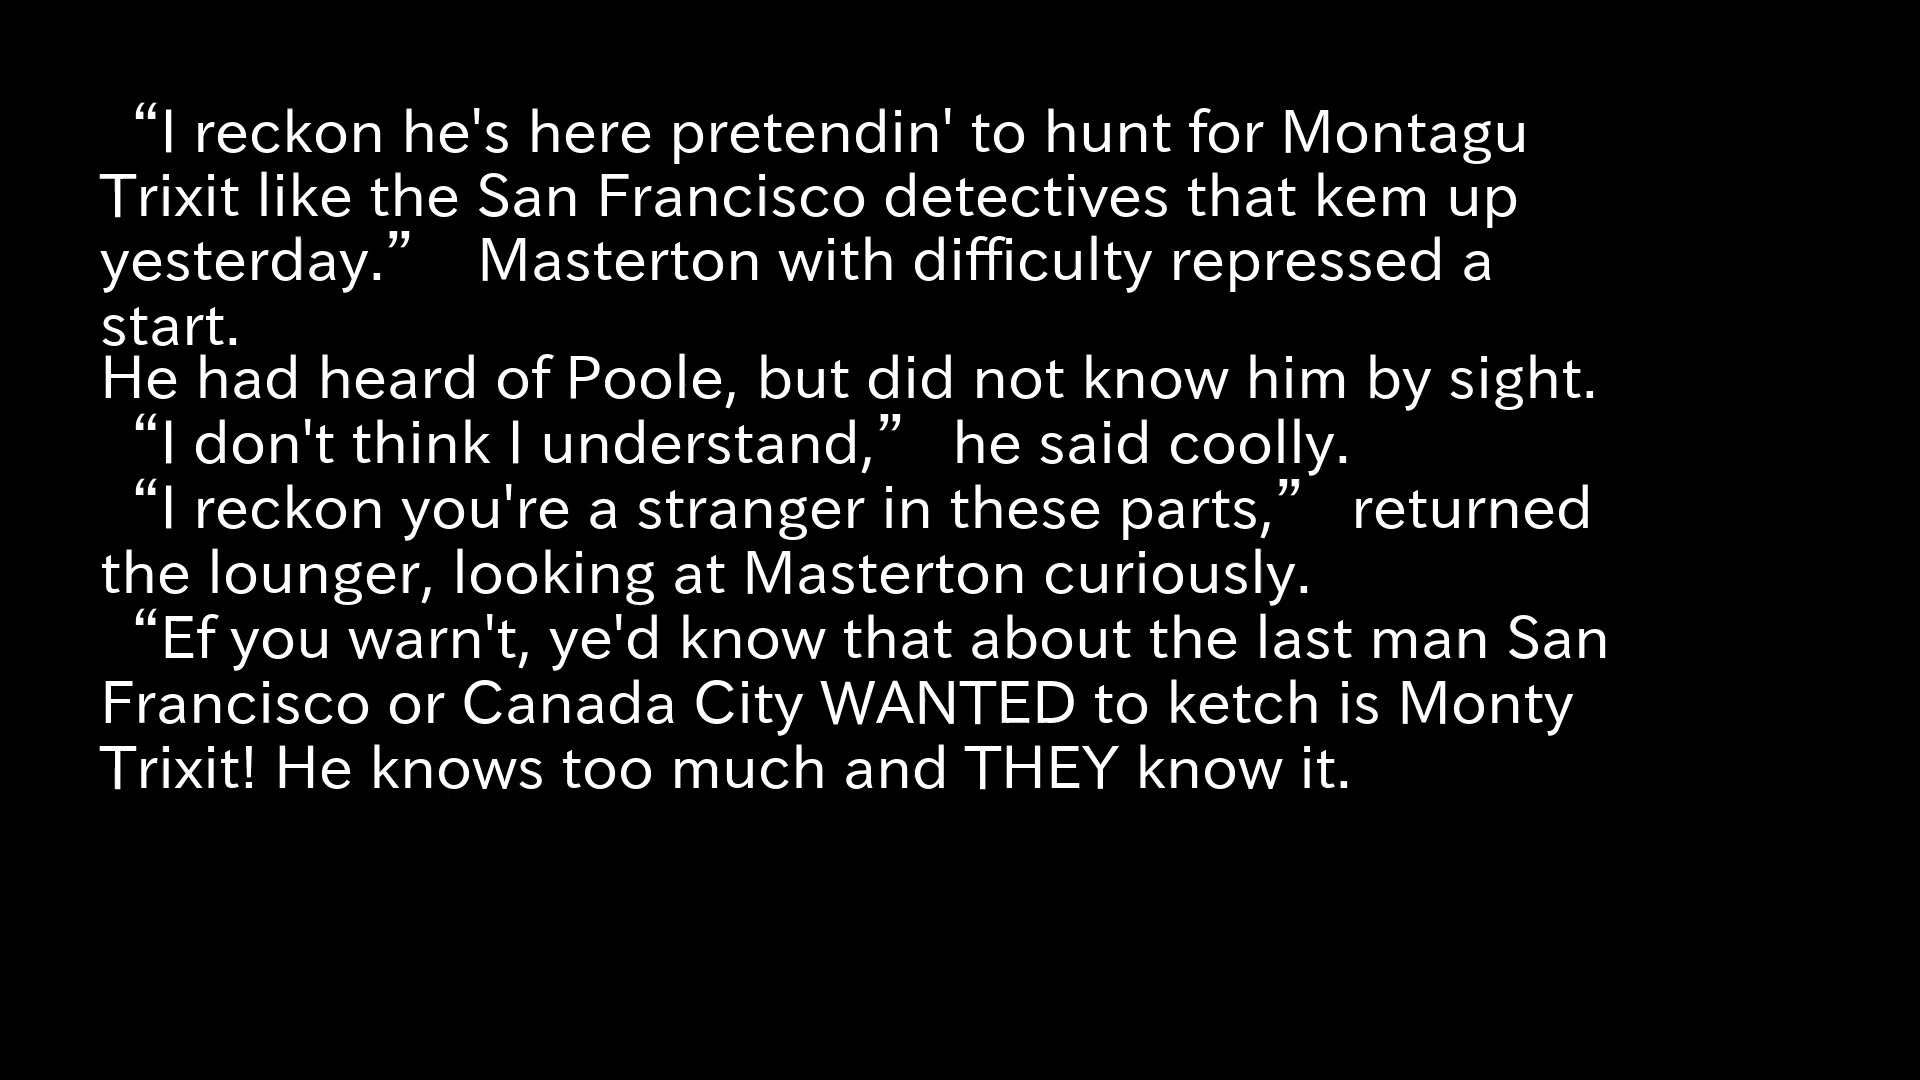 “I reckon he's here pretendin' to hunt for Montagu
Trixit like the San Francisco detectives that kem up
yesterday.” Masterton with difficulty repressed a
start.
He had heard of Poole, but did not know him by sight.
“I don't think I understand,” he said coolly.
“I reckon you're a stranger in these parts,” returned
the lounger, looking at Masterton curiously.
“Ef you warn't, ye'd know that about the last man San
Francisco or Canada City WANTED to ketch is Monty
Trixit! He knows too much and THEY know it.